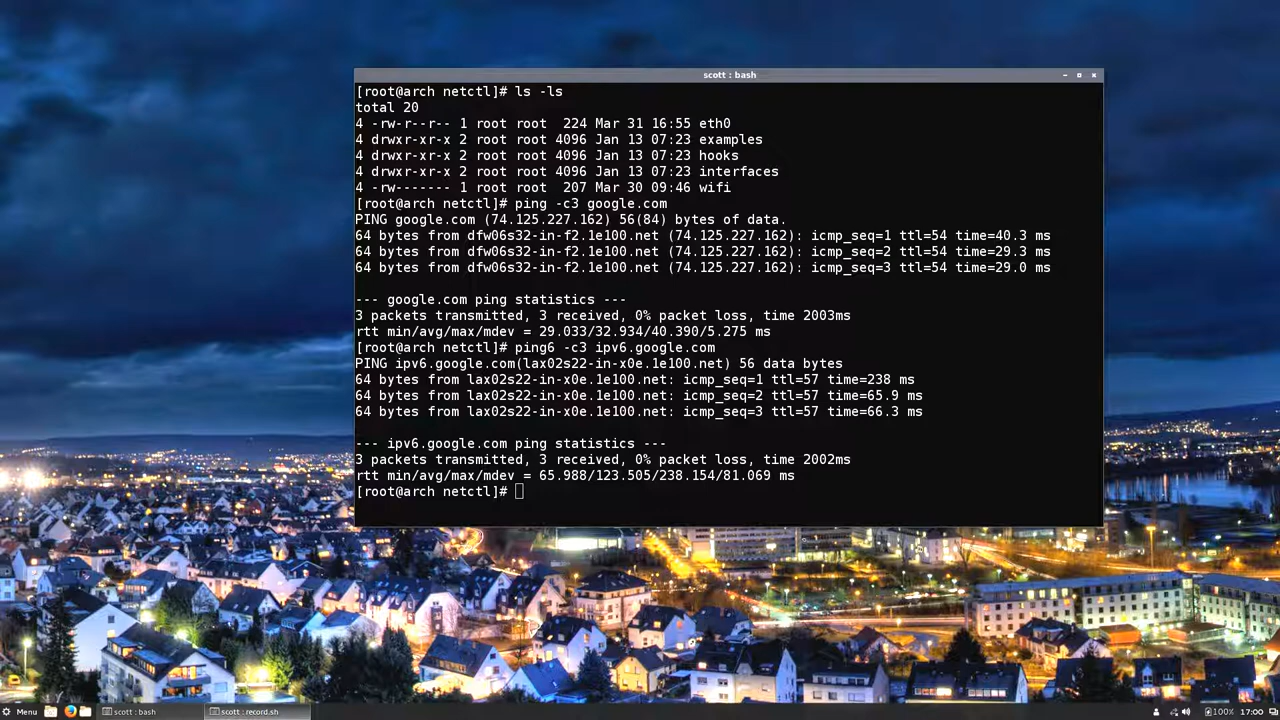 scott : bash
[root@arch netctl]# ls -ls
total 20
4 -rw-r--r-- 1 root root  224 Mar 31 16:55 eth0
4 drwxr-xr-x 2 root root 4096 Jan 13 07:23 examples
4 drwxr-xr-x 2 root root 4096 Jan 13 07:23 hooks
4 drwxr-xr-x 2 root root 4096 Jan 13 07:23 interfaces
4 -rw------- 1 root root  207 Mar 30 09:46 wifi
[root@arch netctl]# ping -c3 google.com
PING google.com (74.125.227.162) 56(84) bytes of data.
64 bytes from dfw06s32-in-f2.1e100.net (74.125.227.162): icmp_seq=1 ttl=54 time=40.3 ms
64 bytes from dfw06s32-in-f2.1e100.net (74.125.227.162): icmp_seq=2 ttl=54 time=29.3 ms
64 bytes from dfw06s32-in-f2.1e100.net (74.125.227.162): icmp_seq=3 ttl=54 time=29.0 ms
--- google.com ping statistics ---
3 packets transmitted, 3 received, 0% packet loss, time 2003ms
rtt min/avg/max/mdev = 29.033/32.934/40.390/5.275 ms
[root@arch netctl]# ping6 -c3 ipv6.google.com
PING ipv6.google.com(lax02s22-in-x0e.1e100.net) 56 data bytes
64 bytes from lax02s22-in-x0e.1e100.net: icmp_seq=1 ttl=57 time=238 ms
64 bytes from lax02s22-in-x0e.1e100.net: icmp_seq=2 ttl=57 time=65.9 ms
64 bytes from lax02s22-in-x0e.1e100.net: icmp_seq=3 ttl=57 time=66.3 ms
--- ipv6.google.com ping statistics ---
3 packets transmitted, 3 received, 0% packet loss, time 2002ms
rtt min/avg/max/mdev = 65.988/123.505/238.154/81.069 ms
[root@arch netctl]#
Menu scott : bash scott : record.sh 100% 17:00